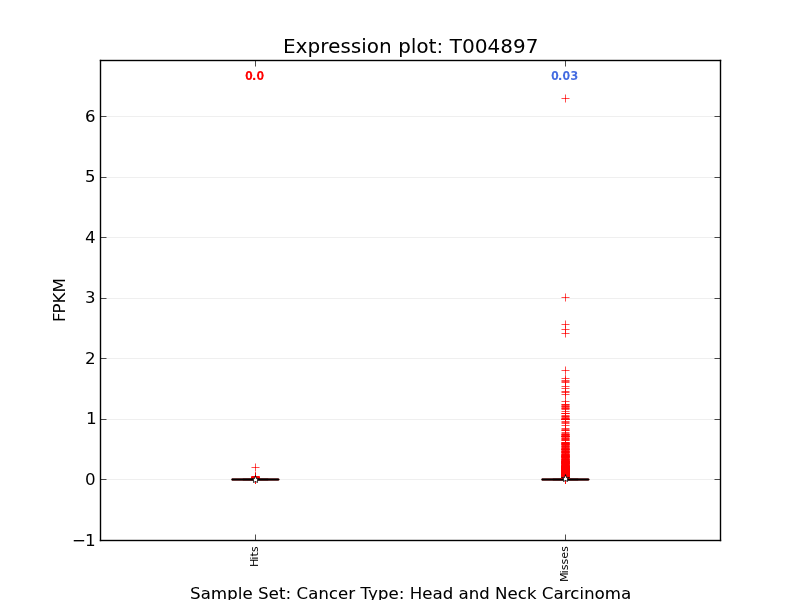 Expression plot: T004897
0.0
0.03
6
5
4
3
2
1
0
−1
FPKM
Hits
Misses
Sample Set: Cancer Type: Head and Neck Carcinoma